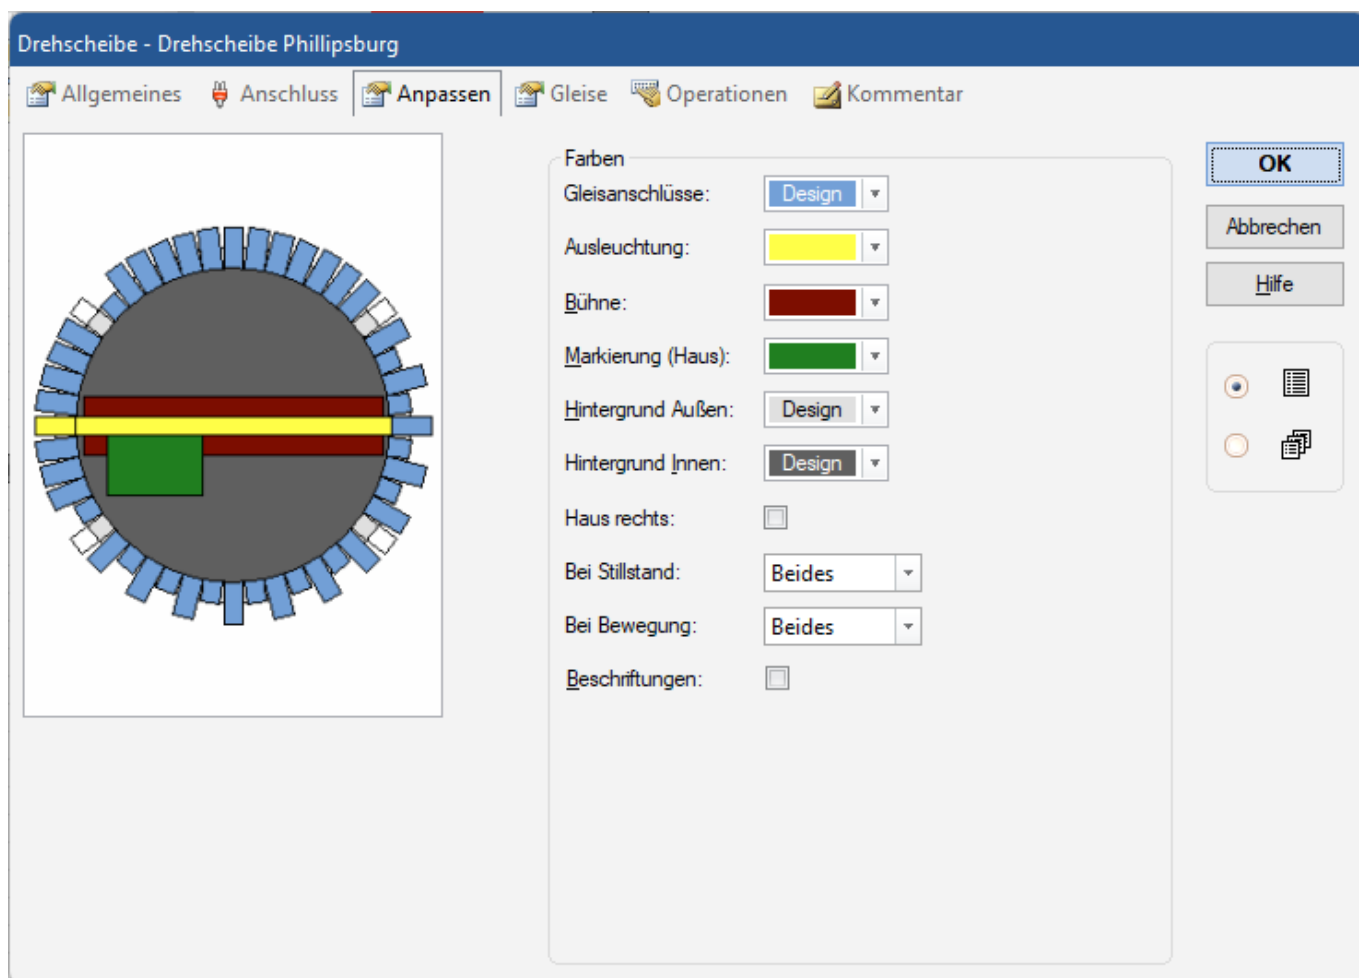 Drehscheibe - Drehscheibe Phillipsburg
Allgemeines Anschluss Anpassen Gleise Operationen Kommentar
Farben
Gleisanschlüsse: Design
Ausleuchtung:
Bühne:
Markierung (Haus):
Hintergrund Außen: Design
Hintergrund Innen: Design
Haus rechts:
Bei Stillstand: Beides
Bei Bewegung: Beides
Beschriftungen:
OK
Abbrechen
Hilfe